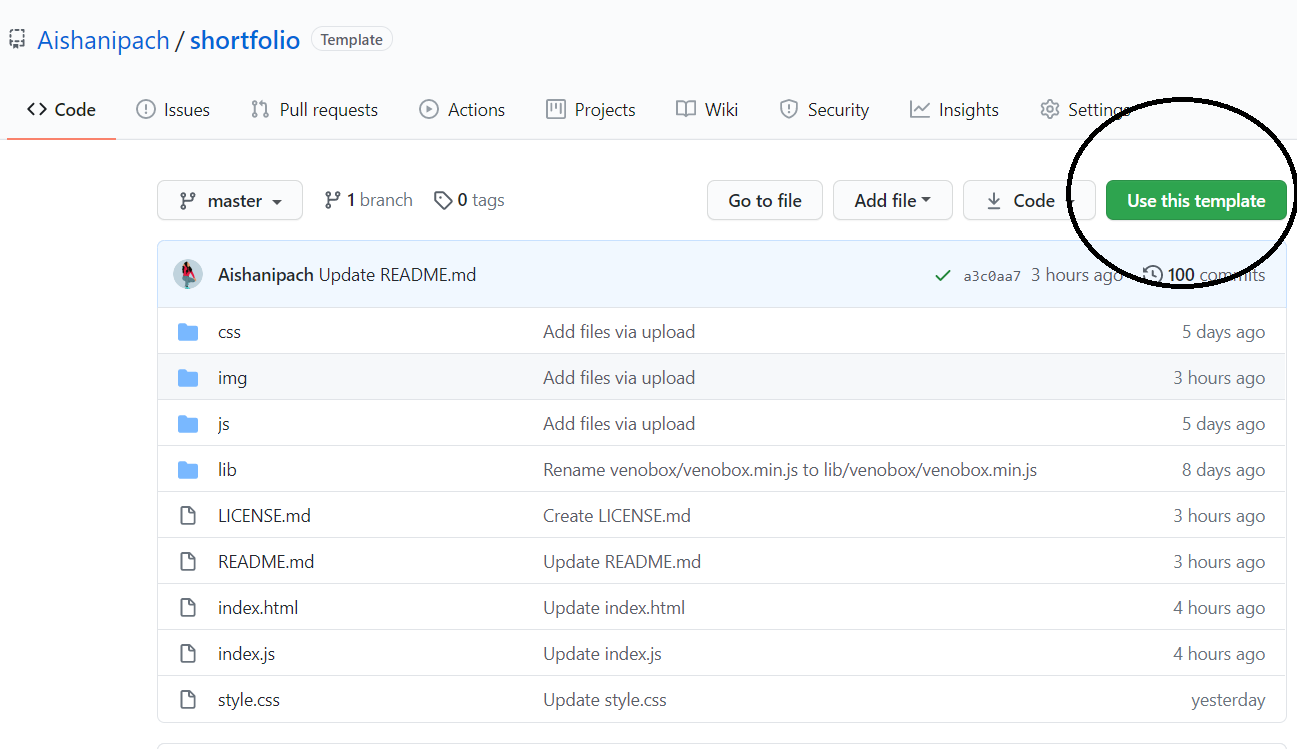 Aishanipach / shortfolio Template
Code Issues Pull requests Actions Projects Wiki Security Insights Settings
master 1 branch 0 tags Go to file Add file Code Use this template
Aishanipach Update README.md a3c0aa7 3 hours ago 100 commits
css Add files via upload 5 days ago
img Add files via upload 3 hours ago
js Add files via upload 5 days ago
lib Rename venobox/venobox.min.js to lib/venobox/venobox.min.js 8 days ago
LICENSE.md Create LICENSE.md 3 hours ago
README.md Update README.md 3 hours ago
index.html Update index.html 4 hours ago
index.js Update index.js 4 hours ago
style.css Update style.css yesterday